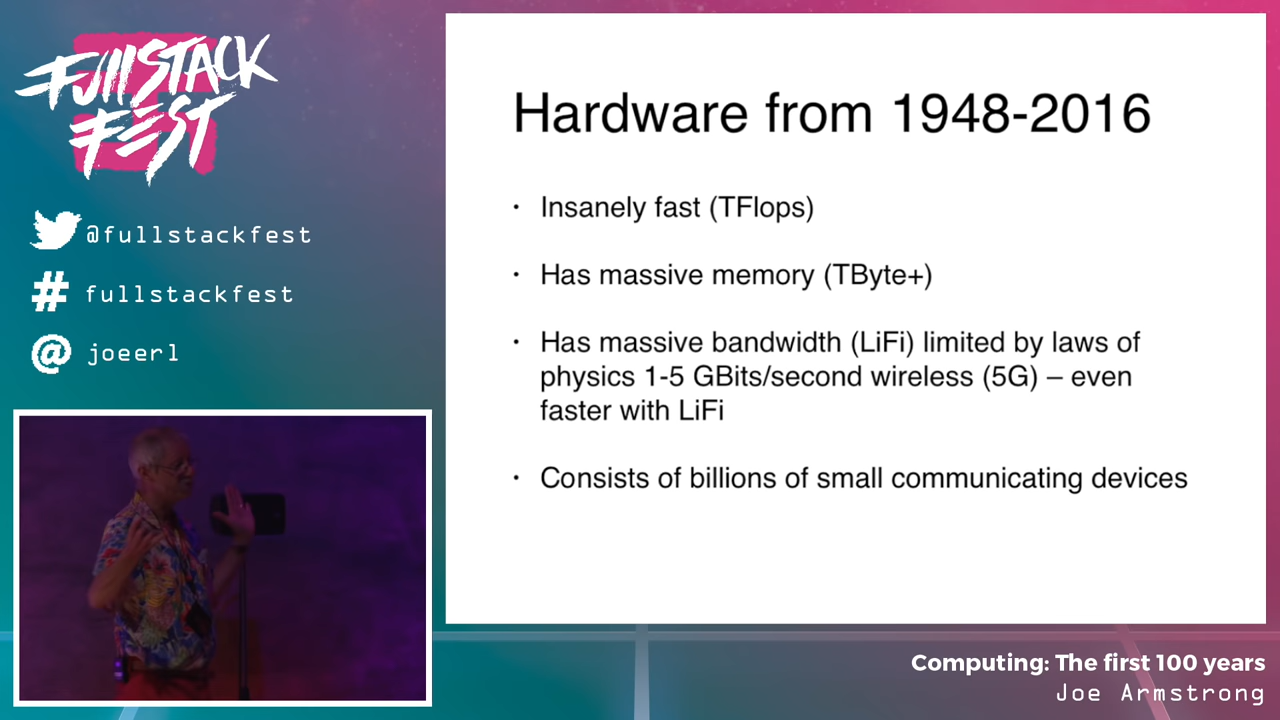 FullStack
Fest
@fullstackfest
# fullstackfest
@ joeerl
Hardware from 1948-2016
• Insanely fast (TFlops)
• Has massive memory (TByte+)
• Has massive bandwidth (LiFi) limited by laws of
physics 1-5 GBits/second wireless (5G) – even
faster with LiFi
• Consists of billions of small communicating devices
Computing: The first 100 years
Joe Armstrong